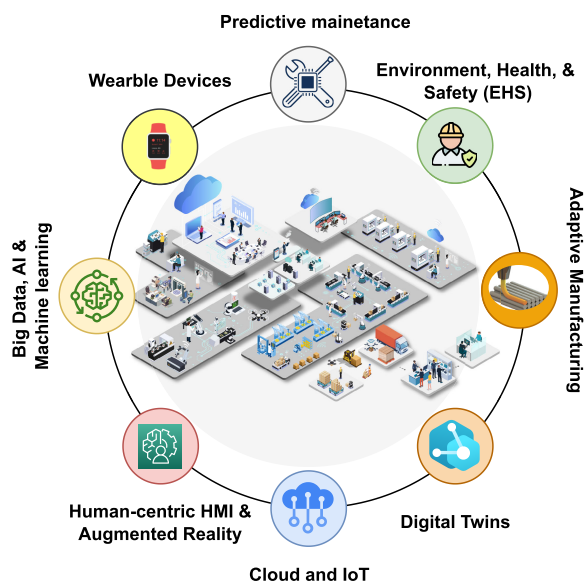 Predictive mainetance
Wearble Devices
Environment, Health, &
Safety (EHS)
Big Data, AI &
Machine learning
Adaptive Manufacturing
Human-centric HMI &
Augmented Reality
Digital Twins
Cloud and IoT